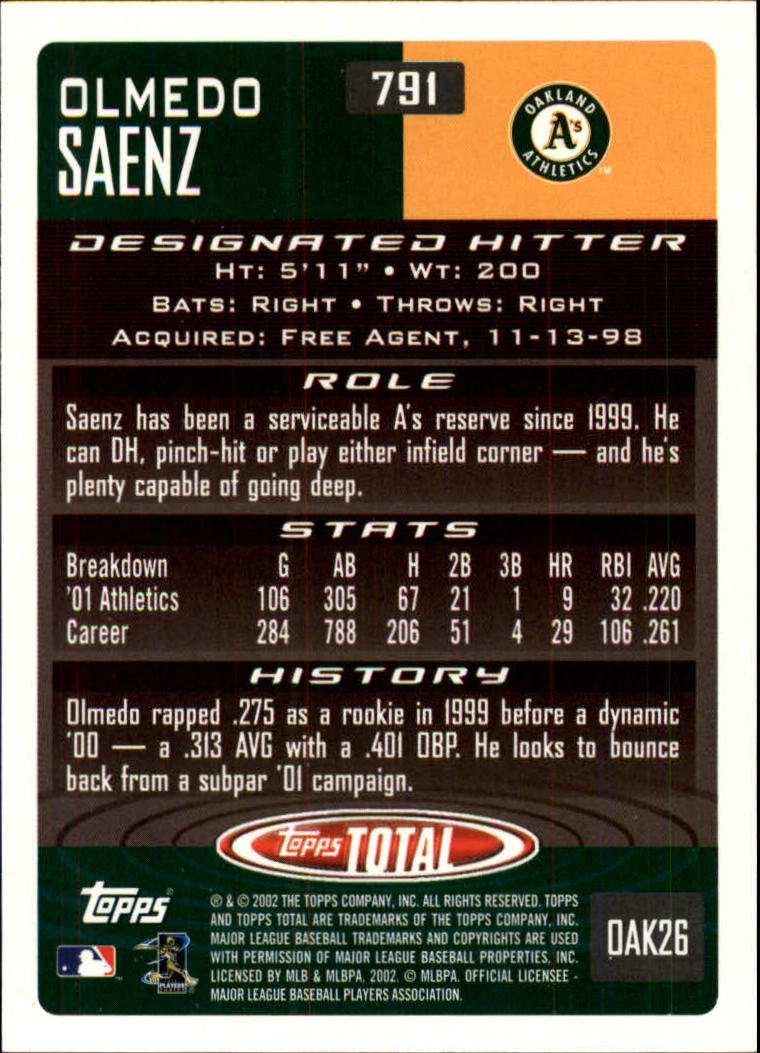 OLMEDO
SAENZ
791
OAKLAND
A's
ATHLETICS
TM
DESIGNATED HITTER
HT: 5'11" • WT: 200
BATS: RIGHT • THROWS: RIGHT
ACQUIRED: FREE AGENT, 11-13-98
ROLE
Saenz has been a serviceable A's reserve since 1999. He
can DH, pinch-hit or play either infield corner — and he's
plenty capable of going deep.
STATS
Breakdown G AB H 2B 3B HR RBI AVG
'01 Athletics 106 305 67 21 1 9 32 .220
Career 284 788 206 51 4 29 106 .261
HISTORY
Olmedo rapped .275 as a rookie in 1999 before a dynamic
'00 — a .313 AVG with a .401 OBP. He looks to bounce
back from a subpar '01 campaign.
Topps TOTAL
Topps®
® & © 2002 THE TOPPS COMPANY, INC. ALL RIGHTS RESERVED. TOPPS
AND TOPPS TOTAL ARE TRADEMARKS OF THE TOPPS COMPANY, INC.
MAJOR LEAGUE BASEBALL TRADEMARKS AND COPYRIGHTS ARE USED
WITH PERMISSION OF MAJOR LEAGUE BASEBALL PROPERTIES, INC.
LICENSED BY MLB & MLBPA, 2002. © MLBPA. OFFICIAL LICENSEE -
MAJOR LEAGUE BASEBALL PLAYERS ASSOCIATION.
OAK26
PLAYERS